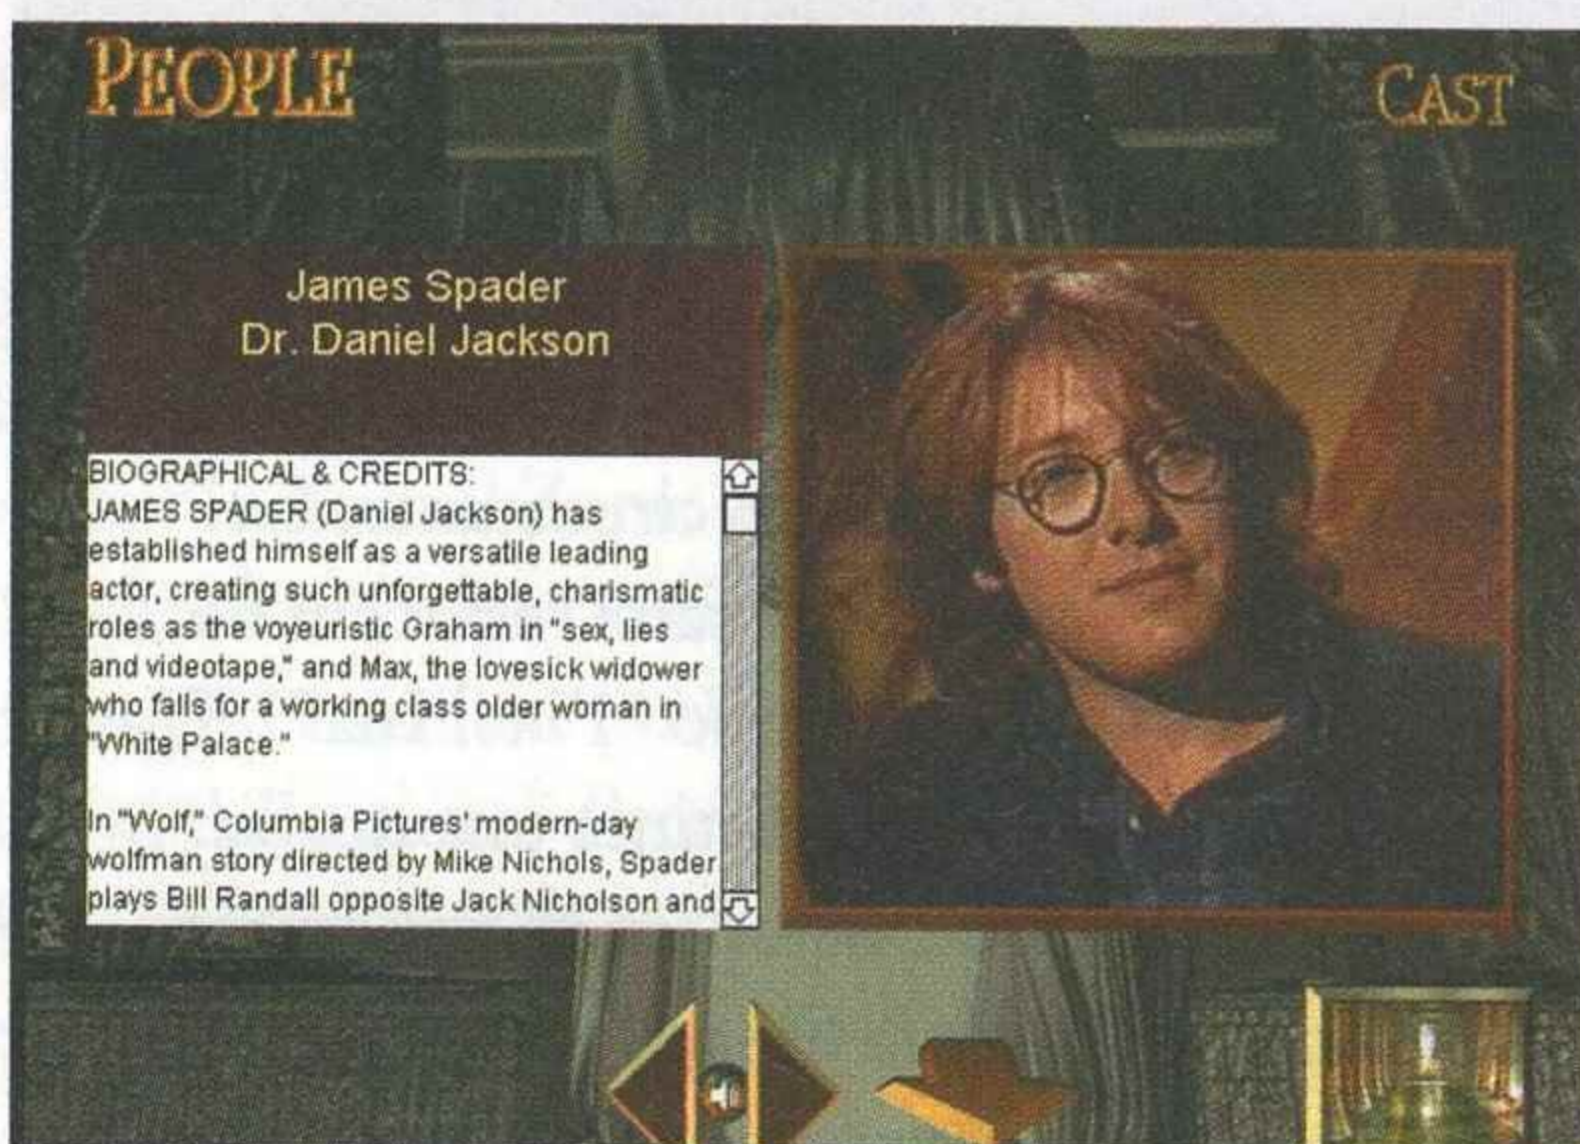 PEOPLE
CAST
James Spader
Dr. Daniel Jackson
BIOGRAPHICAL & CREDITS:
JAMES SPADER (Daniel Jackson) has
established himself as a versatile leading
actor, creating such unforgettable, charismatic
roles as the voyeuristic Graham in "sex, lies
and videotape," and Max, the lovesick widower
who falls for a working class older woman in
"White Palace."
In "Wolf," Columbia Pictures' modern-day
wolfman story directed by Mike Nichols, Spader
plays Bill Randall opposite Jack Nicholson and